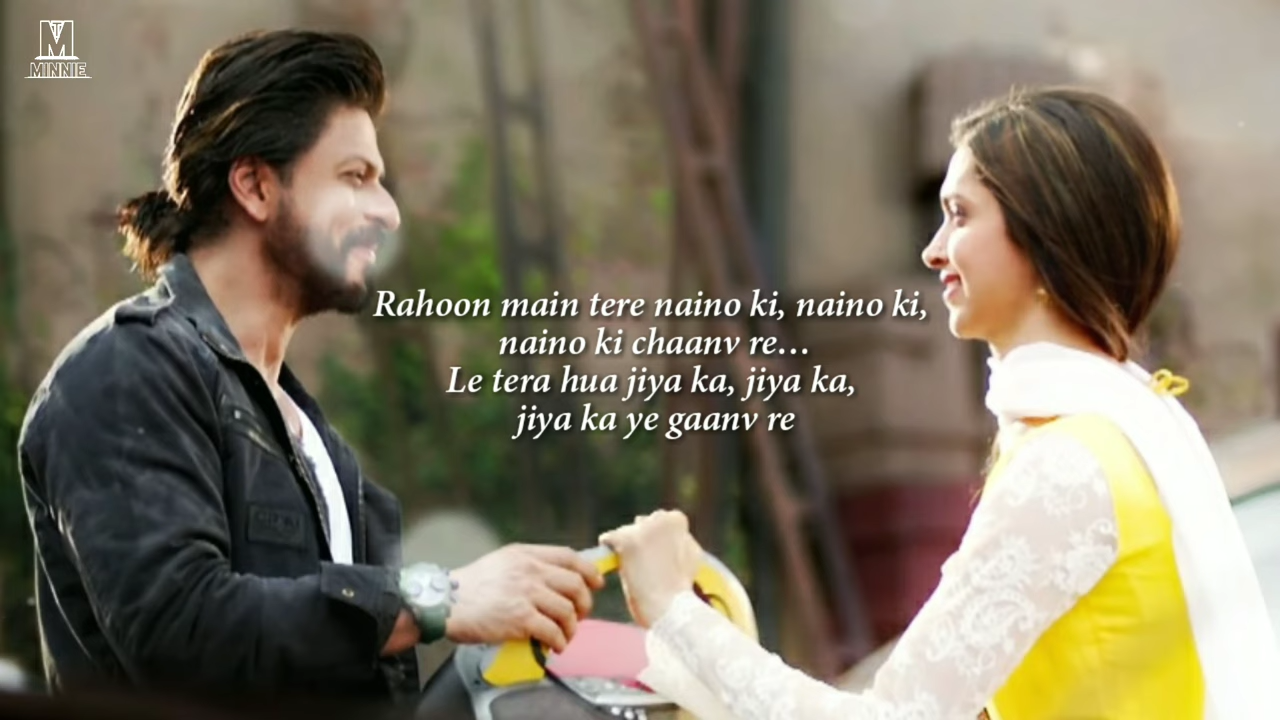 MINNIE
Rahoon main tere naino ki, naino ki,
naino ki chaanv re...
Le tera hua jiya ka, jiya ka,
jiya ka ye gaanv re